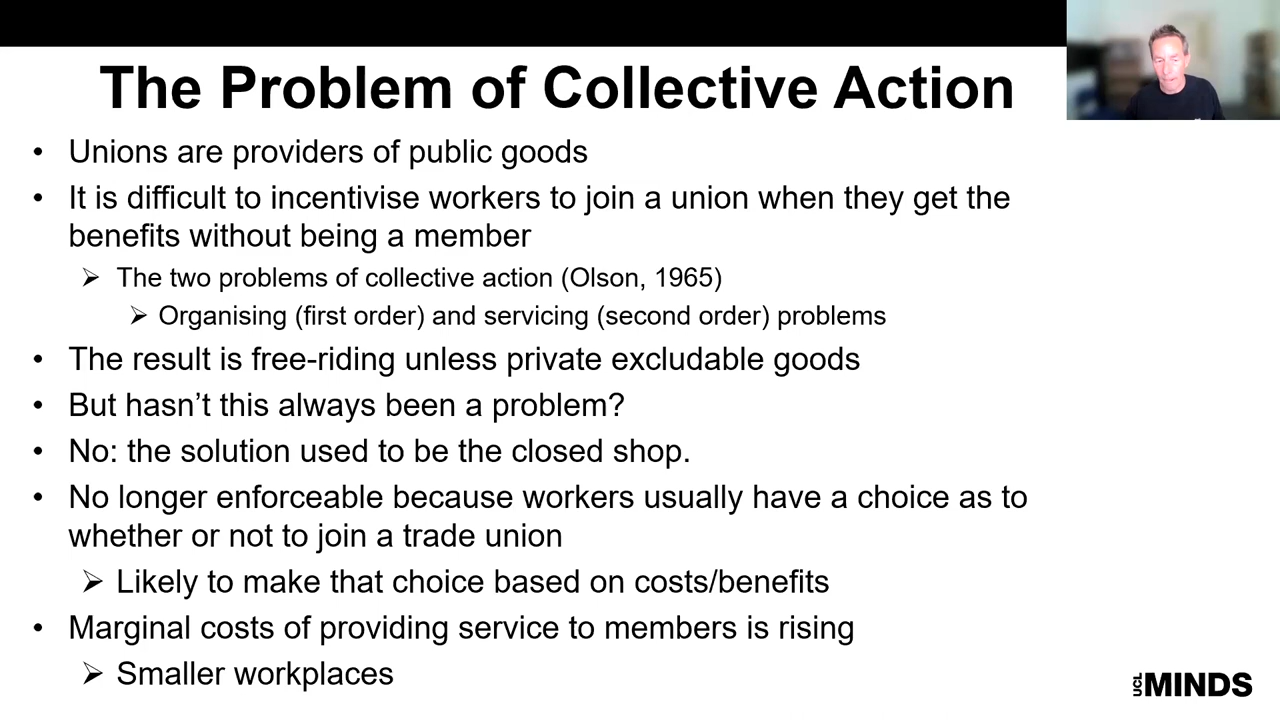 The Problem of Collective Action
• Unions are providers of public goods
• It is difficult to incentivise workers to join a union when they get the
benefits without being a member
➢ The two problems of collective action (Olson, 1965)
➢ Organising (first order) and servicing (second order) problems
• The result is free-riding unless private excludable goods
• But hasn’t this always been a problem?
• No: the solution used to be the closed shop.
• No longer enforceable because workers usually have a choice as to
whether or not to join a trade union
➢ Likely to make that choice based on costs/benefits
• Marginal costs of providing service to members is rising
➢ Smaller workplaces
UCL MINDS